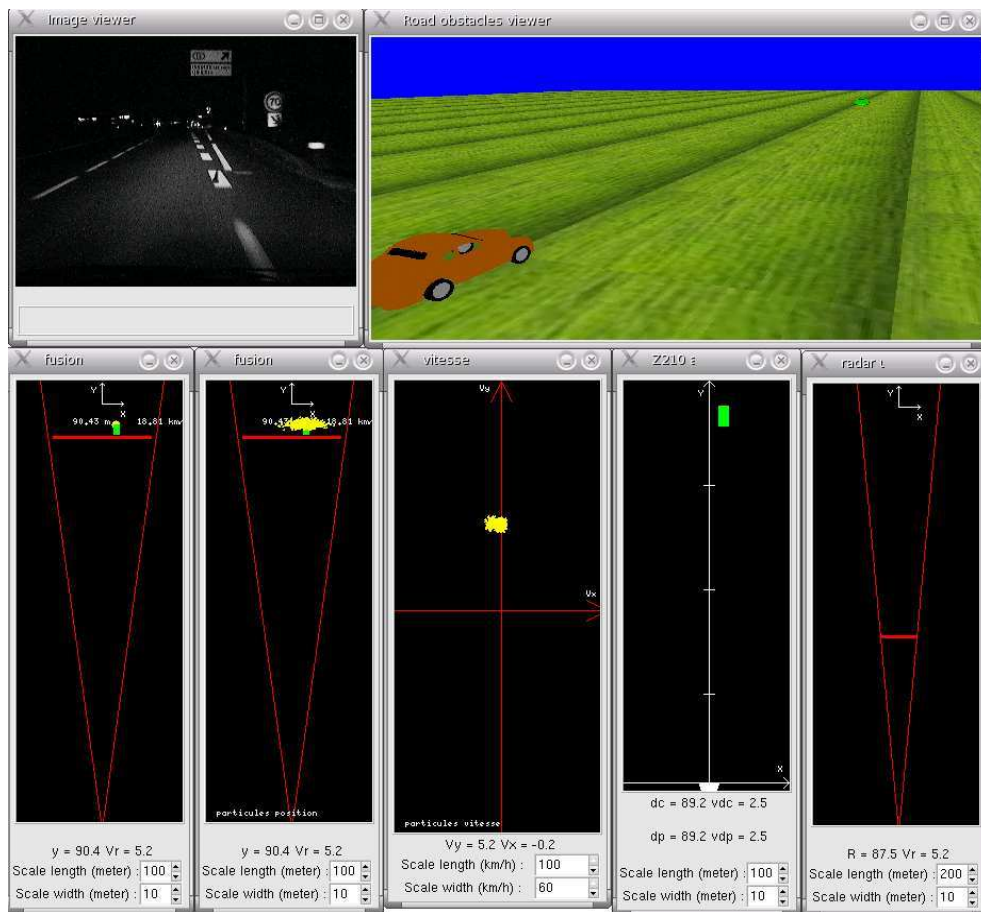 Image viewer
Road obstacles viewer
70
fusion
fusion
vitesse
Z210 a
radar t
Y
X
90.43 m
18.81 km
Y
X
18.81 km
particules position
Vy
Vx
particules vitesse
Y
X
Y
X
y = 90.4 Vr = 5.2
Scale length (meter) : 100
Scale width (meter) : 10
y = 90.4 Vr = 5.2
Scale length (meter) : 100
Scale width (meter) : 10
Vy = 5.2 Vx = -0.2
Scale length (km/h) : 100
Scale width (km/h) : 60
dc = 89.2 vdc = 2.5
dp = 89.2 vdp = 2.5
Scale length (meter) : 100
Scale width (meter) : 10
R = 87.5 Vr = 5.2
Scale length (meter) : 200
Scale width (meter) : 10